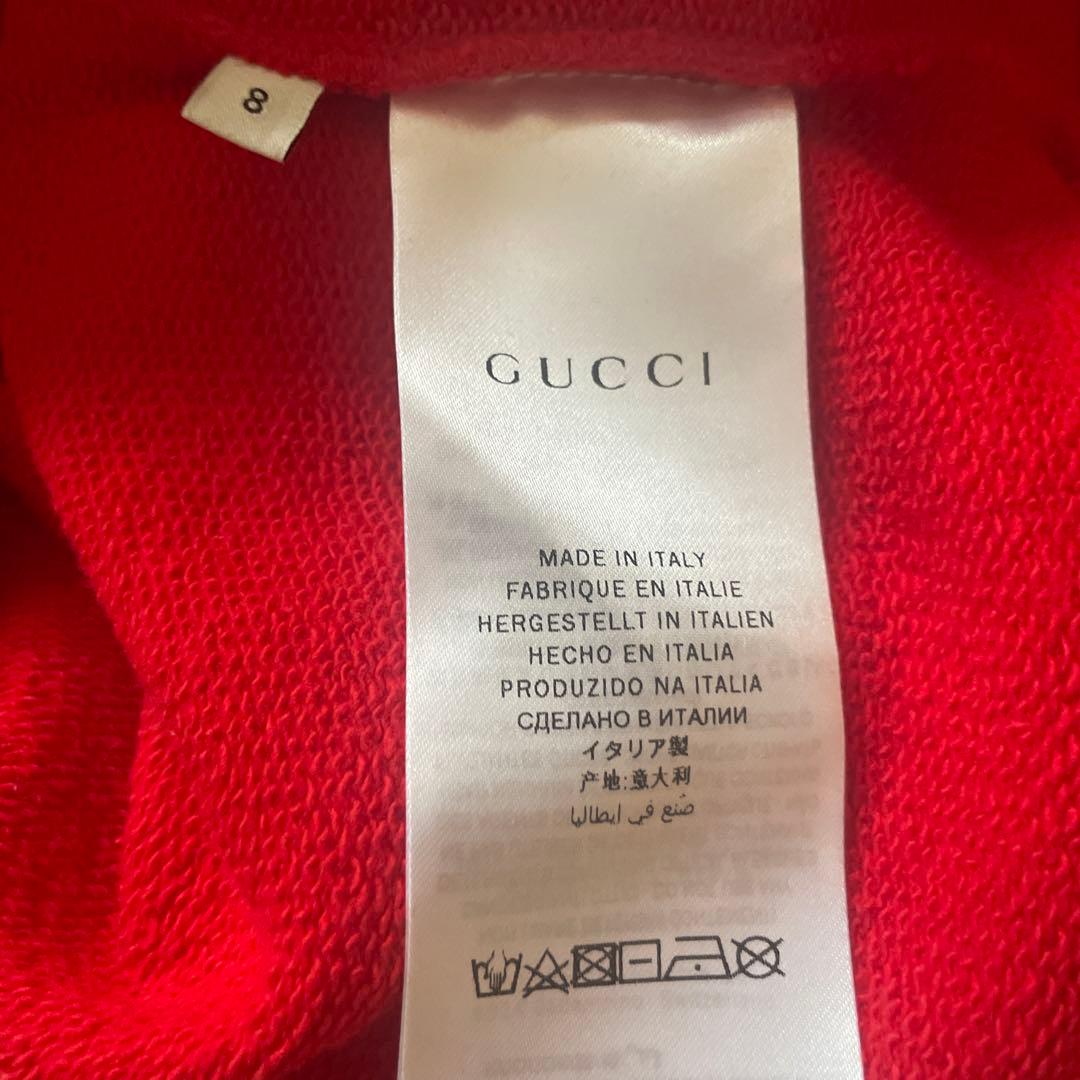 8
GUCCI
MADE IN ITALY
FABRIQUE EN ITALIE
HERGESTELLT IN ITALIEN
HECHO EN ITALIA
PRODUZIDO NA ITALIA
СДЕЛАНО В ИТАЛИИ
イタリア製
产地:意大利
صُنع في ايطاليا